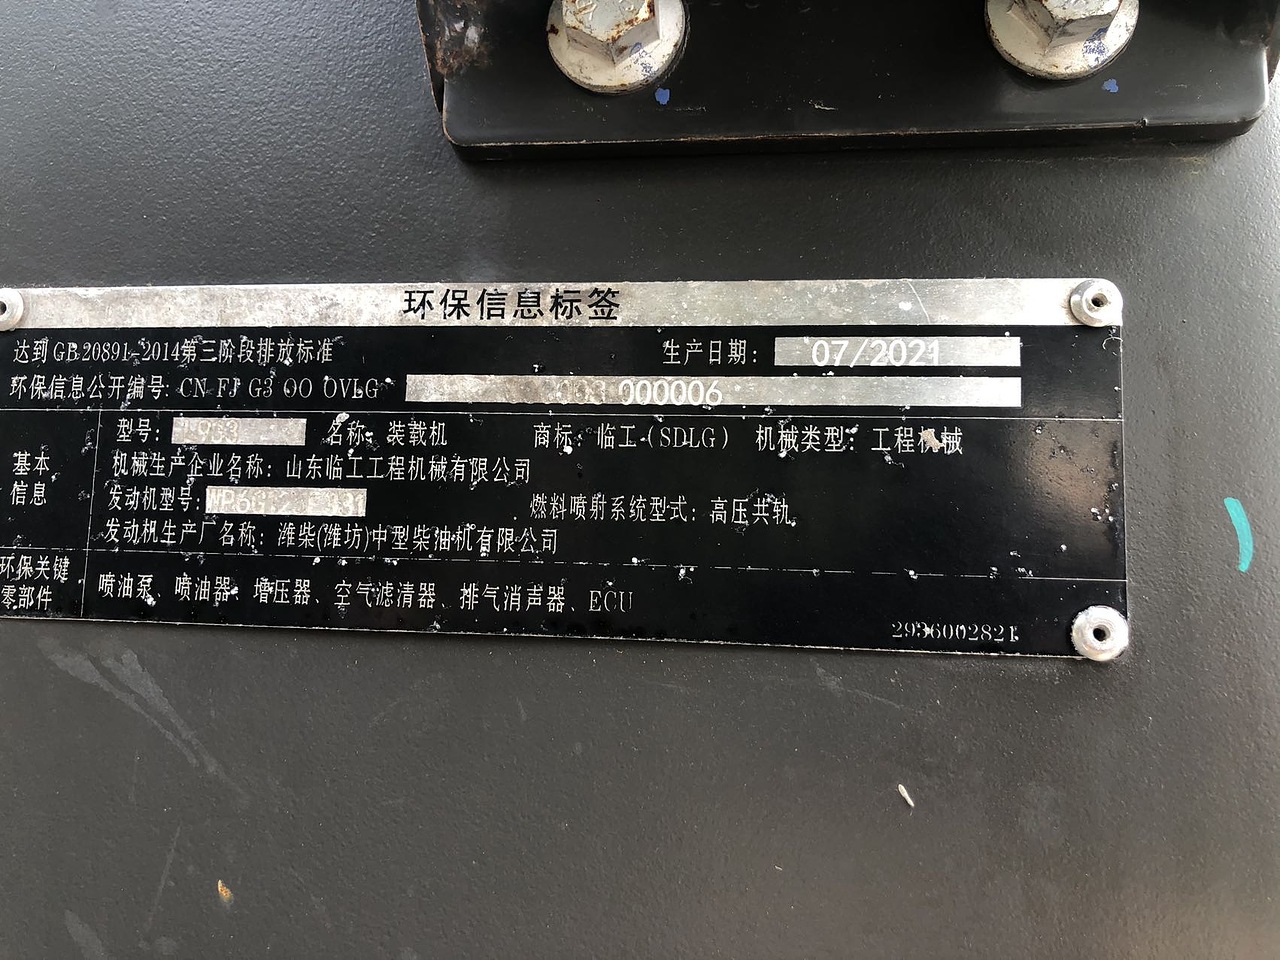 环保信息标签
达到GB 20891-2014第三阶段排放标准 生产日期: 07/2021
环保信息公开编号: CN FJ G3 00 0VLG 000006
型号: 933 名称: 装载机 商标: 临工(SDLG) 机械类型: 工程机械
基本信息
机械生产企业名称: 山东临工工程机械有限公司
发动机型号: 燃料喷射系统型式: 高压共轨
发动机生产厂名称: 潍柴(潍坊)中型柴油机有限公司
环保关键零部件
喷油泵、喷油器、增压器、空气滤清器、排气消声器、ECU
2936002821